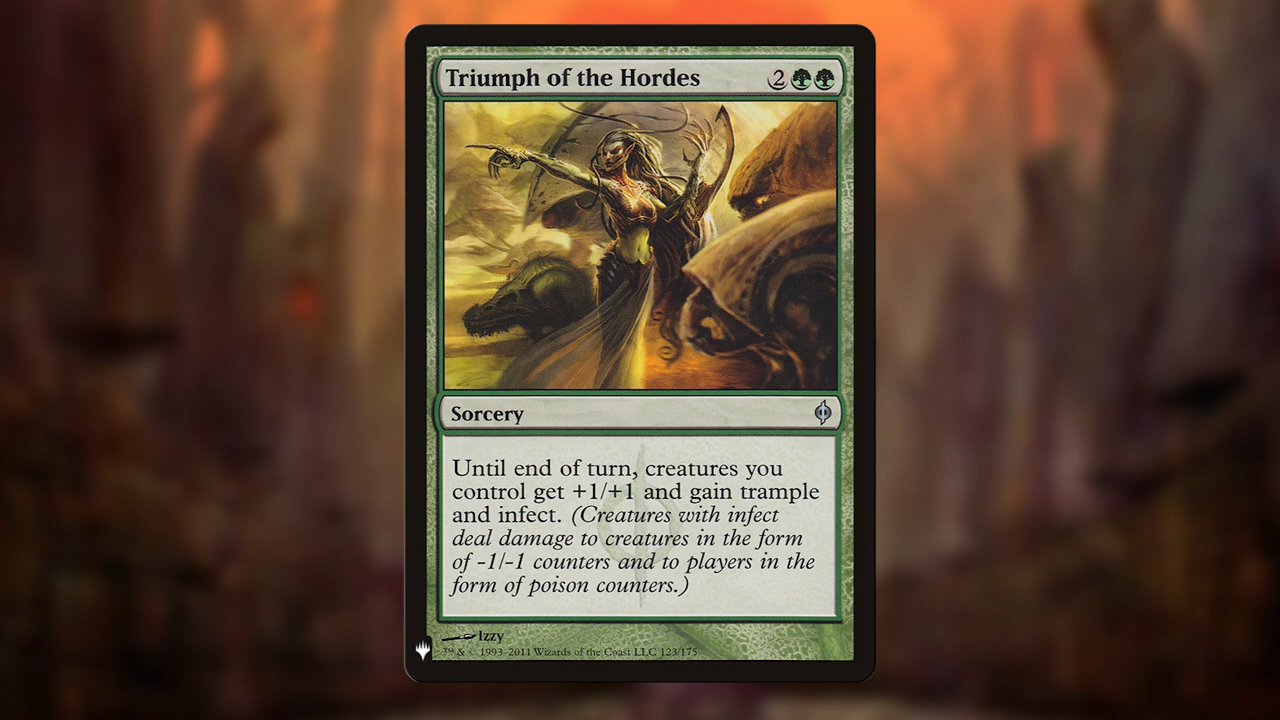 Triumph of the Hordes 2
Sorcery
Until end of turn, creatures you
control get +1/+1 and gain trample
and infect. (Creatures with infect
deal damage to creatures in the form
of -1/-1 counters and to players in the
form of poison counters.)
Izzy
™ & © 1993–2011 Wizards of the Coast LLC 123/175